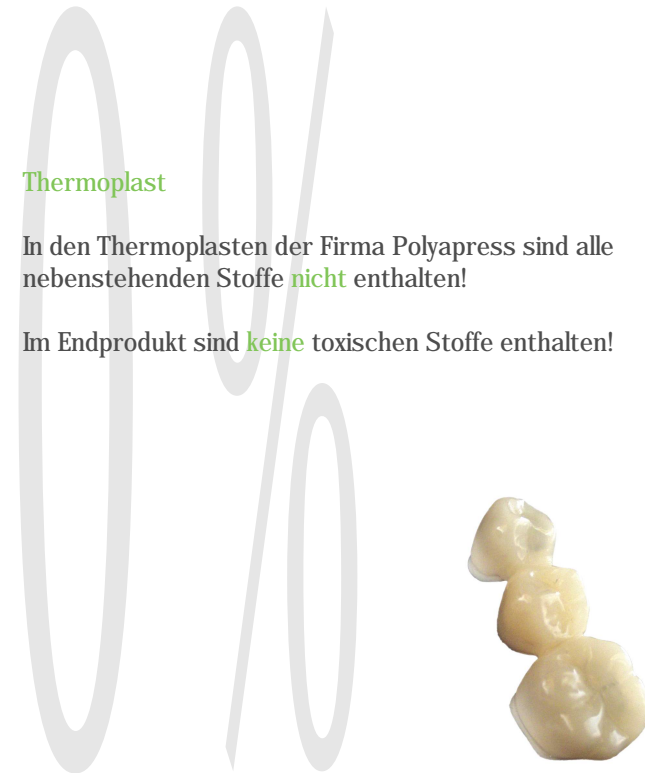 0%
Thermoplast
In den Thermoplasten der Firma Polyapress sind alle
nebenstehenden Stoffe nicht enthalten!
Im Endprodukt sind keine toxischen Stoffe enthalten!